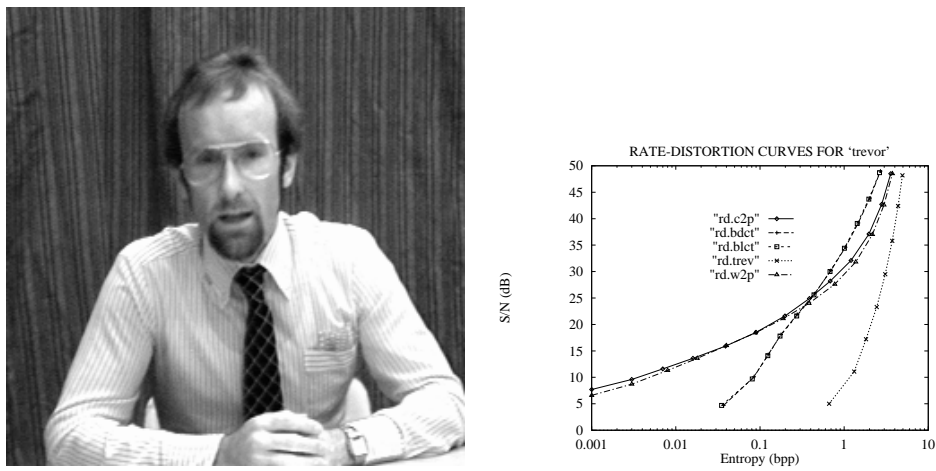 RATE-DISTORTION CURVES FOR ‘trevor’
50
45
40
35
30
25
20
15
10
5
0
S/N (dB)
"rd.c2p"
"rd.bdct"
"rd.blct"
"rd.trev"
"rd.w2p"
0.001 0.01 0.1 1 10
Entropy (bpp)